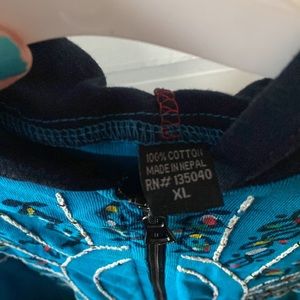 100% COTTON
MADE IN NEPAL
RN# 135040
XL